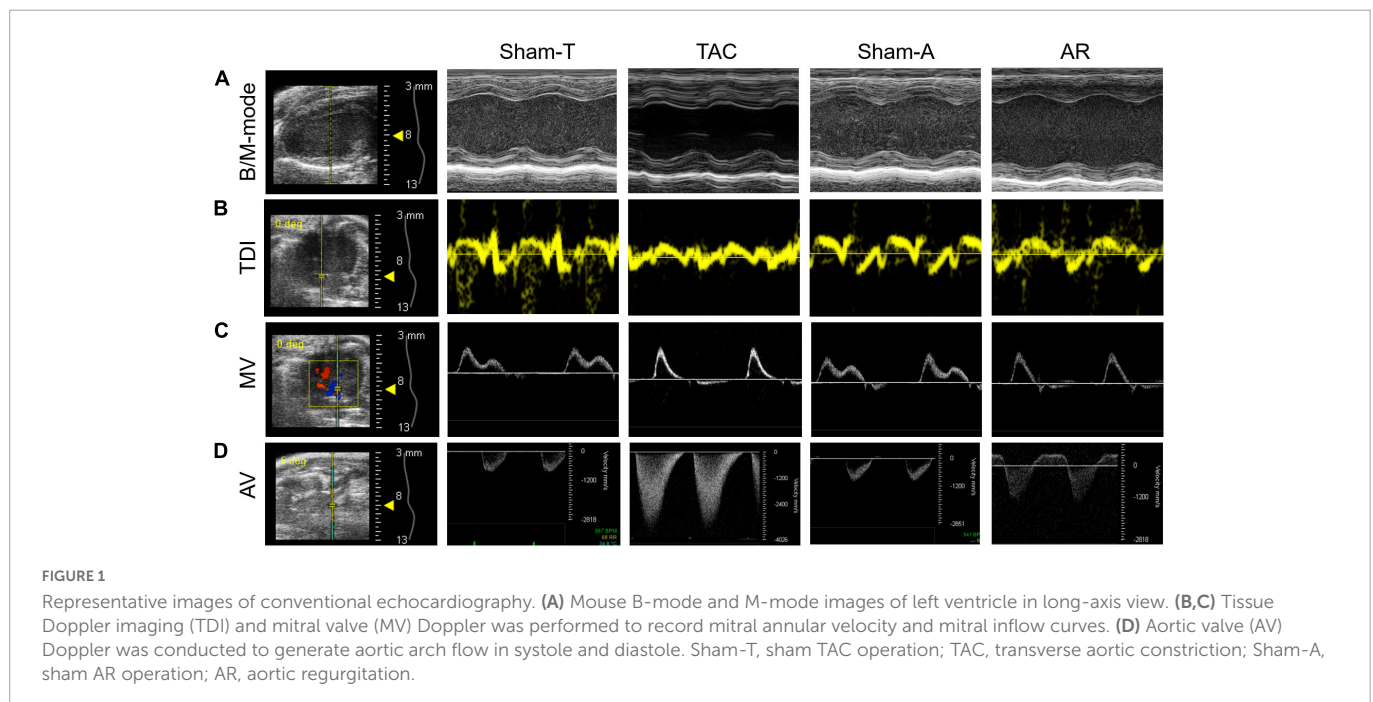 Sham-T TAC Sham-A AR
A
B/M-mode
3 mm
8
13
B
TDI
0 deg
3 mm
8
13
C
MV
0 deg
3 mm
8
13
D
AV
3 mm
8
13
0
-1200
-2818
Velocity mm/s
567 BPM
68 RR
0
-1200
-4026
Velocity mm/s
0
-1200
-2851
Velocity mm/s
0
-1200
-2818
Velocity mm/s
FIGURE 1
Representative images of conventional echocardiography. (A) Mouse B-mode and M-mode images of left ventricle in long-axis view. (B,C) Tissue
Doppler imaging (TDI) and mitral valve (MV) Doppler was performed to record mitral annular velocity and mitral inflow curves. (D) Aortic valve (AV)
Doppler was conducted to generate aortic arch flow in systole and diastole. Sham-T, sham TAC operation; TAC, transverse aortic constriction; Sham-A,
sham AR operation; AR, aortic regurgitation.